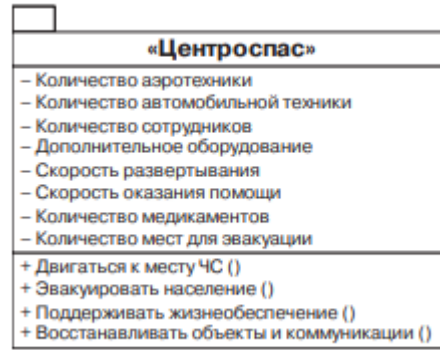 «Центроспас»
– Количество аэротехники
– Количество автомобильной техники
– Количество сотрудников
– Дополнительное оборудование
– Скорость развертывания
– Скорость оказания помощи
– Количество медикаментов
– Количество мест для эвакуации
+ Двигаться к месту ЧС ()
+ Эвакуировать население ()
+ Поддерживать жизнеобеспечение ()
+ Восстанавливать объекты и коммуникации ()